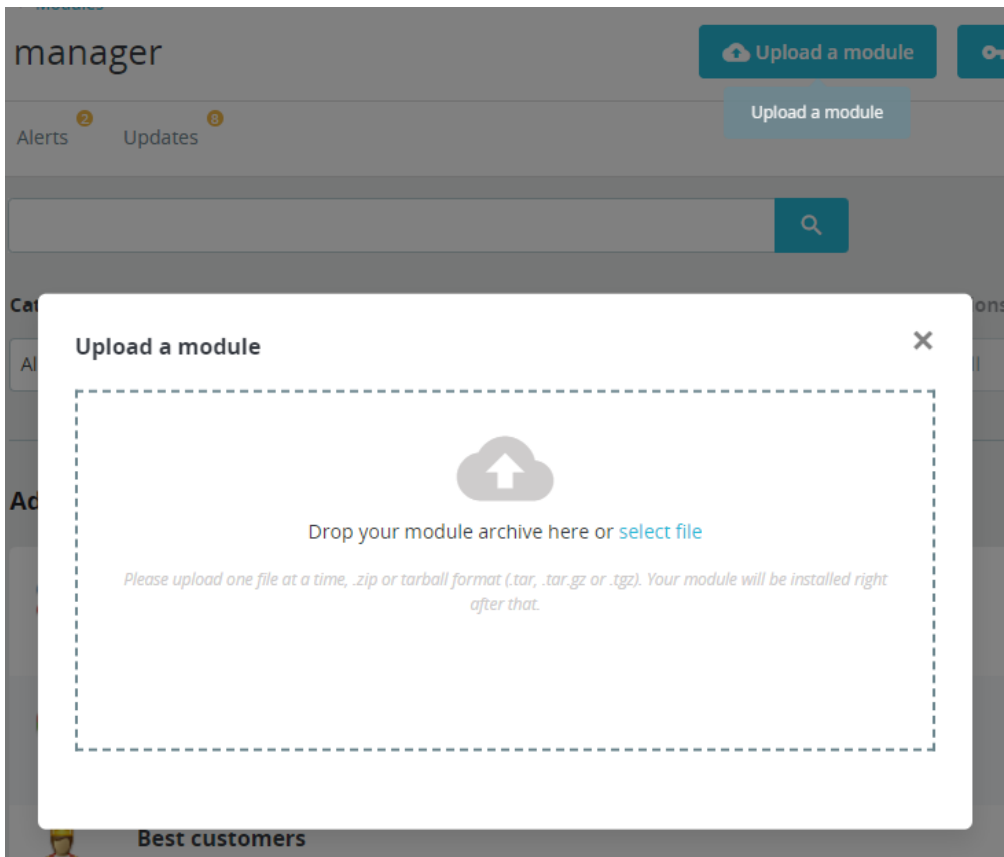 Modules
manager
Upload a module
Upload a module
Alerts 2
Updates 8
Upload a module
Drop your module archive here or select file
Please upload one file at a time, .zip or tarball format (.tar, .tar.gz or .tgz). Your module will be installed right
after that.
Best customers